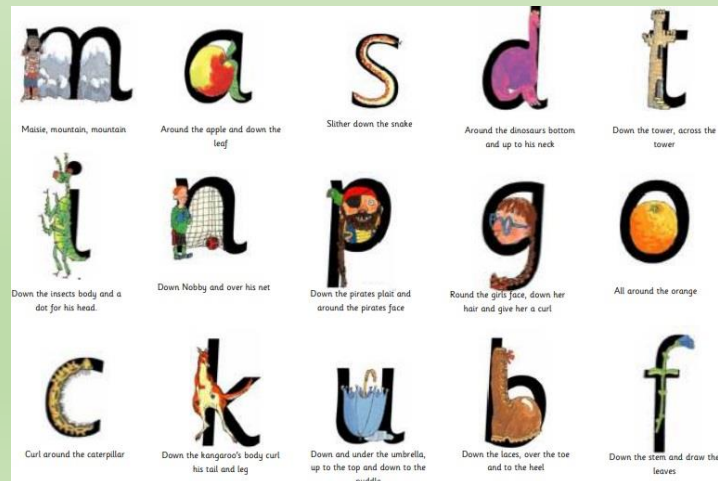 m
a
s
d
t
Maisie, mountain, mountain
Around the apple and down the
leaf
Slither down the snake
Around the dinosaurs bottom
and up to his neck
Down the tower, across the
tower
i
n
p
g
o
Down the insects body and a
dot for his head.
Down Nobby and over his net
Down the pirates plait and
around the pirates face
Round the girls face, down her
hair and give her a curl
All around the orange
c
k
u
b
f
Curl around the caterpillar
Down the kangaroo's body curl
his tail and leg
Down and under the umbrella,
up to the top and down to the
puddle
Down the laces, over the toe
and to the heel
Down the stem and draw the
leaves